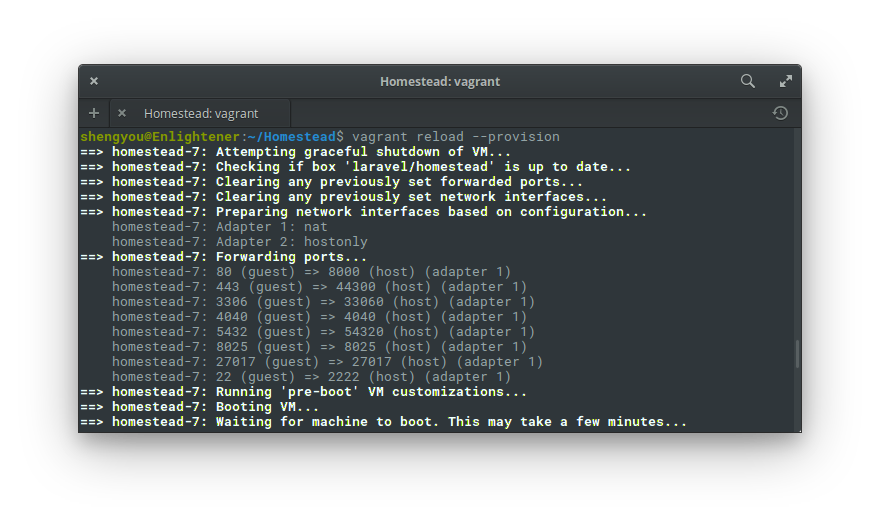 Homestead: vagrant
Homestead: vagrant
shengyou@Enlightener:~/Homestead$ vagrant reload --provision
==> homestead-7: Attempting graceful shutdown of VM...
==> homestead-7: Checking if box 'laravel/homestead' is up to date...
==> homestead-7: Clearing any previously set forwarded ports...
==> homestead-7: Clearing any previously set network interfaces...
==> homestead-7: Preparing network interfaces based on configuration...
    homestead-7: Adapter 1: nat
    homestead-7: Adapter 2: hostonly
==> homestead-7: Forwarding ports...
    homestead-7: 80 (guest) => 8000 (host) (adapter 1)
    homestead-7: 443 (guest) => 44300 (host) (adapter 1)
    homestead-7: 3306 (guest) => 33060 (host) (adapter 1)
    homestead-7: 4040 (guest) => 4040 (host) (adapter 1)
    homestead-7: 5432 (guest) => 54320 (host) (adapter 1)
    homestead-7: 8025 (guest) => 8025 (host) (adapter 1)
    homestead-7: 27017 (guest) => 27017 (host) (adapter 1)
    homestead-7: 22 (guest) => 2222 (host) (adapter 1)
==> homestead-7: Running 'pre-boot' VM customizations...
==> homestead-7: Booting VM...
==> homestead-7: Waiting for machine to boot. This may take a few minutes...